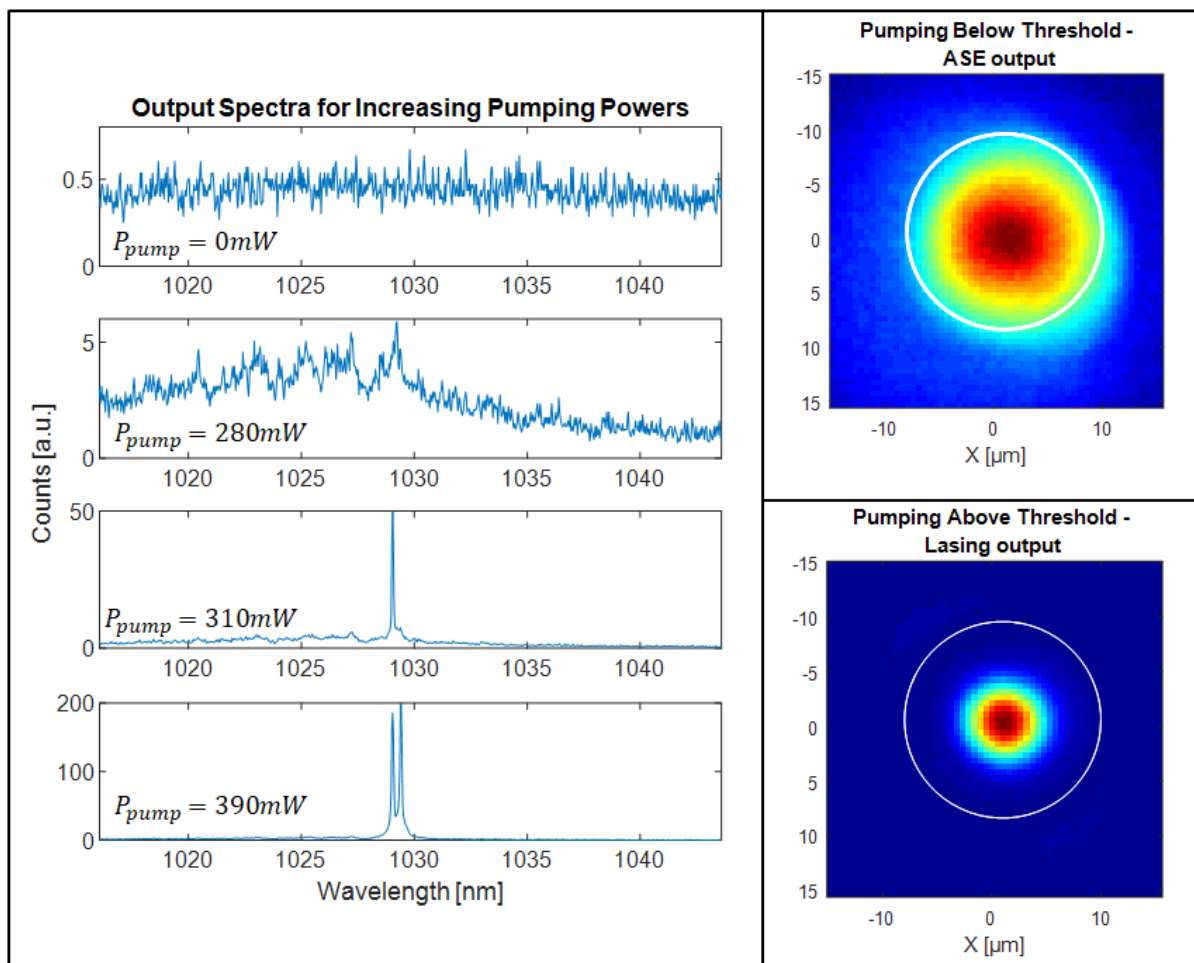 Output Spectra for Increasing Pumping Powers
0.5
0
P_pump = 0mW
1020 1025 1030 1035 1040
5
0
P_pump = 280mW
1020 1025 1030 1035 1040
Counts [a.u.]
50
0
P_pump = 310mW
1020 1025 1030 1035 1040
200
100
0
P_pump = 390mW
1020 1025 1030 1035 1040
Wavelength [nm]
Pumping Below Threshold -
ASE output
-15
-10
-5
0
5
10
15
-10 0 10
X [µm]
Pumping Above Threshold -
Lasing output
-15
-10
-5
0
5
10
15
-10 0 10
X [µm]